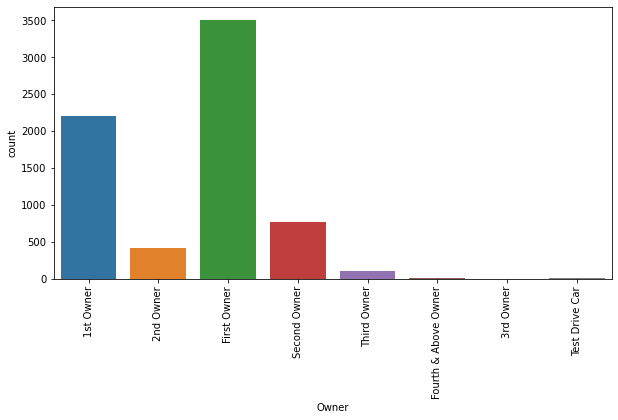 3500
3000
2500
2000
1500
1000
500
0
count
1st Owner
2nd Owner
First Owner
Second Owner
Third Owner
Fourth & Above Owner
3rd Owner
Test Drive Car
Owner